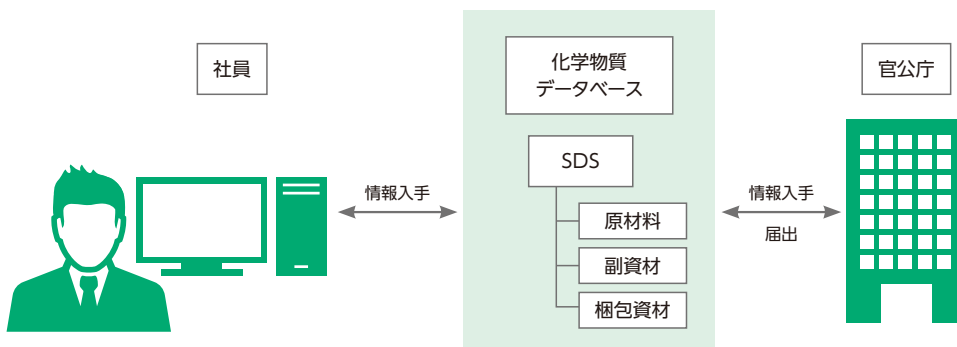 社員
化学物質
データベース
官公庁
SDS
情報入手
情報入手
届出
原材料
副資材
梱包資材